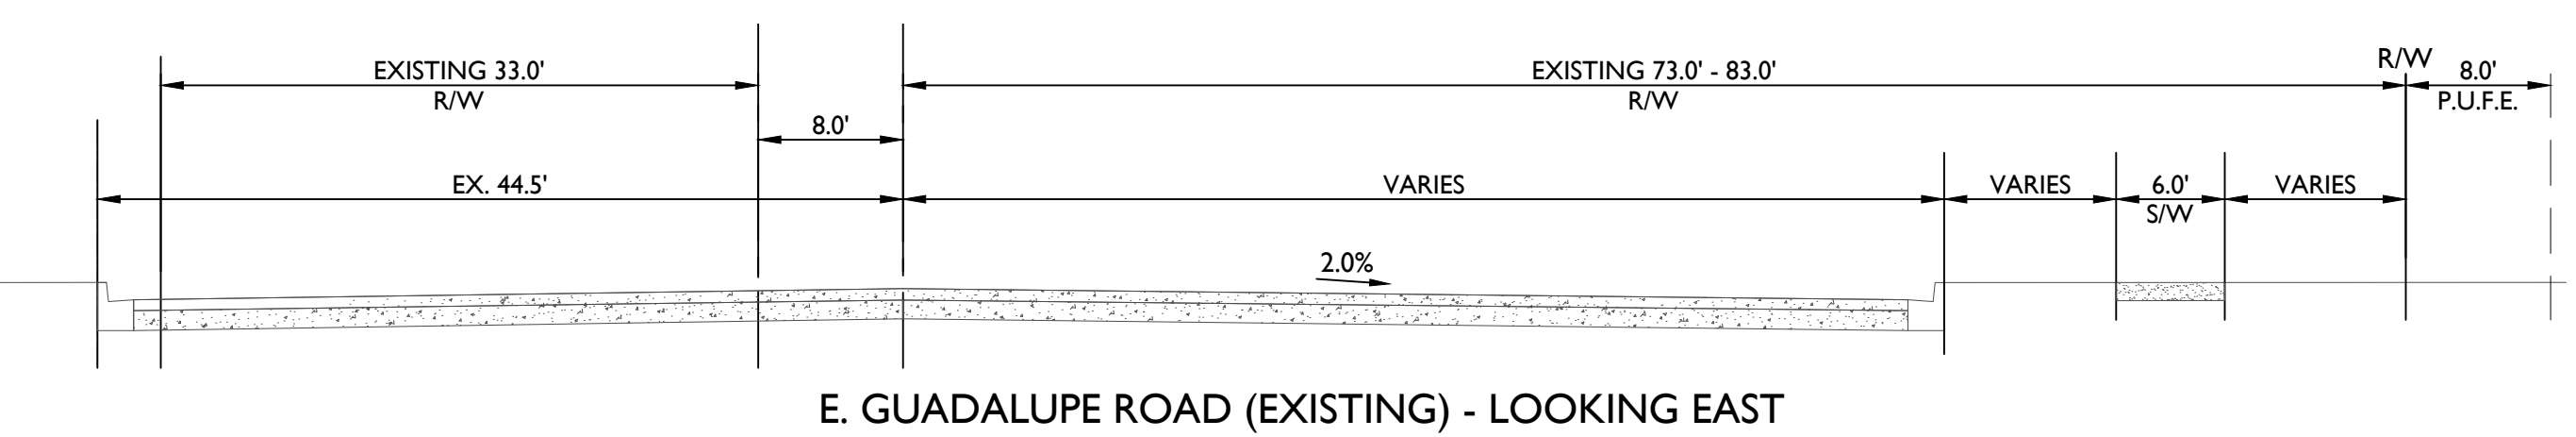 R/W
EXISTING 33.0'
R/W
EXISTING 73.0' - 83.0'
R/W
8.0'
P.U.F.E.
8.0'
EX. 44.5'
VARIES
VARIES
6.0'
S/W
VARIES
2.0%
E. GUADALUPE ROAD (EXISTING) - LOOKING EAST